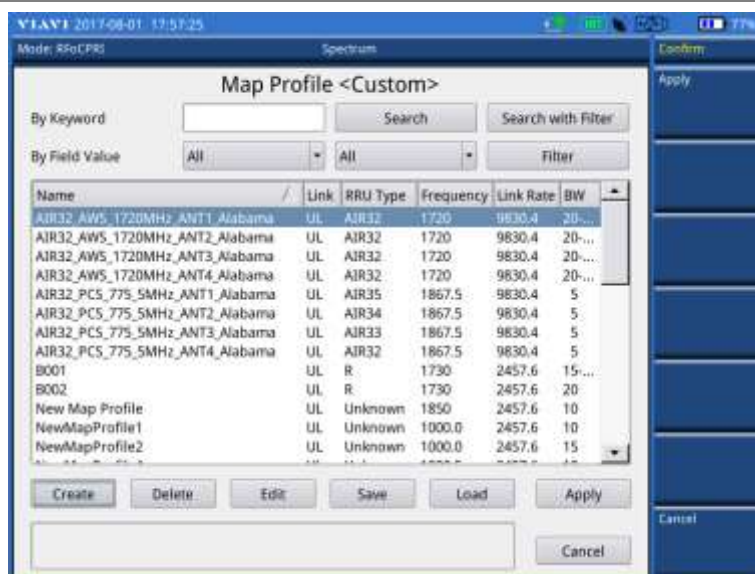 VIAVI 2017-08-01 17:57:25 77%
Mode: RFoCPRI Spectrum Confirm
Map Profile <Custom> Apply
By Keyword Search Search with Filter
By Field Value All All Filter
Name Link RRU Type Frequency Link Rate BW
AIR32_AWS_1720MHz_ANT1_Alabama UL AIR32 1720 9830.4 20-...
AIR32_AWS_1720MHz_ANT2_Alabama UL AIR32 1720 9830.4 20-...
AIR32_AWS_1720MHz_ANT3_Alabama UL AIR32 1720 9830.4 20-...
AIR32_AWS_1720MHz_ANT4_Alabama UL AIR32 1720 9830.4 20-...
AIR32_PCS_775_5MHz_ANT1_Alabama UL AIR35 1867.5 9830.4 5
AIR32_PCS_775_5MHz_ANT2_Alabama UL AIR34 1867.5 9830.4 5
AIR32_PCS_775_5MHz_ANT3_Alabama UL AIR33 1867.5 9830.4 5
AIR32_PCS_775_5MHz_ANT4_Alabama UL AIR32 1867.5 9830.4 5
B001 UL R 1730 2457.6 15-...
B002 UL R 1730 2457.6 20
New Map Profile UL Unknown 1850 2457.6 10
NewMapProfile1 UL Unknown 1000.0 2457.6 10
NewMapProfile2 UL Unknown 1000.0 2457.6 15
Create Delete Edit Save Load Apply
Cancel
Cancel